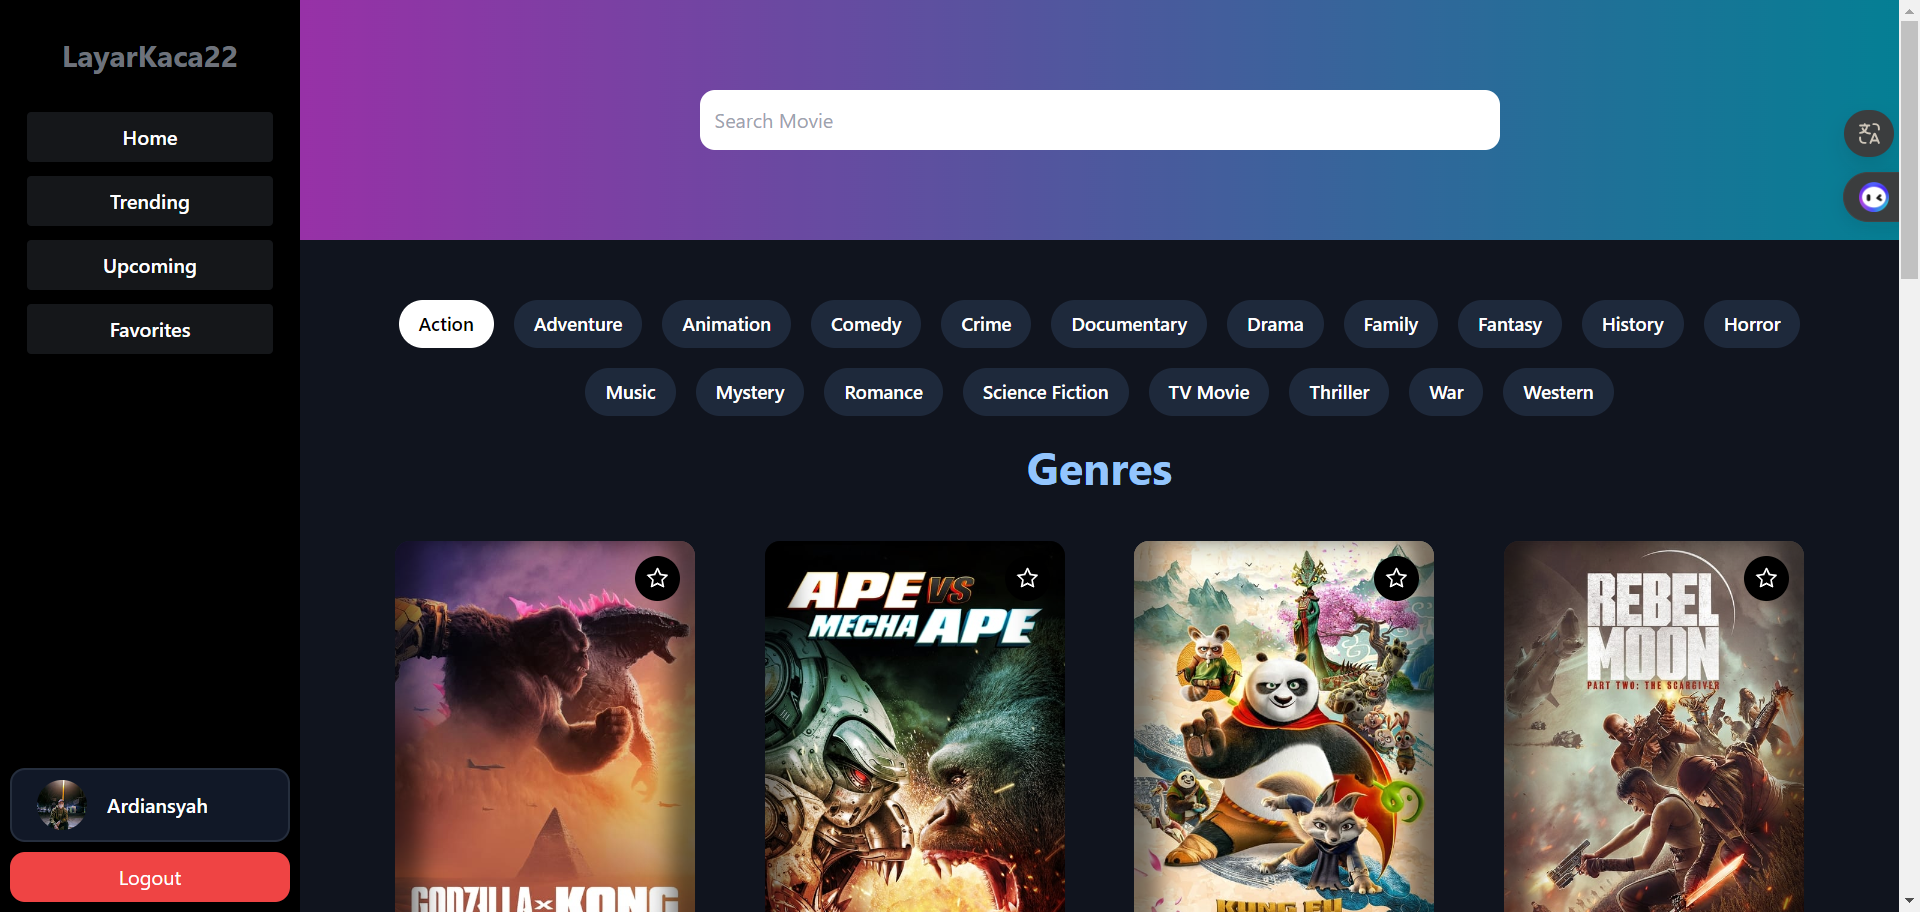 LayarKaca22
Home
Trending
Upcoming
Favorites
Ardiansyah
Logout
Search Movie
Action Adventure Animation Comedy Crime Documentary Drama Family Fantasy History Horror
Music Mystery Romance Science Fiction TV Movie Thriller War Western
Genres
GODZILLA x KONG
APE VS
MECHA APE
KUNG FU
REBEL
MOON
PART TWO: THE SCARGIVER